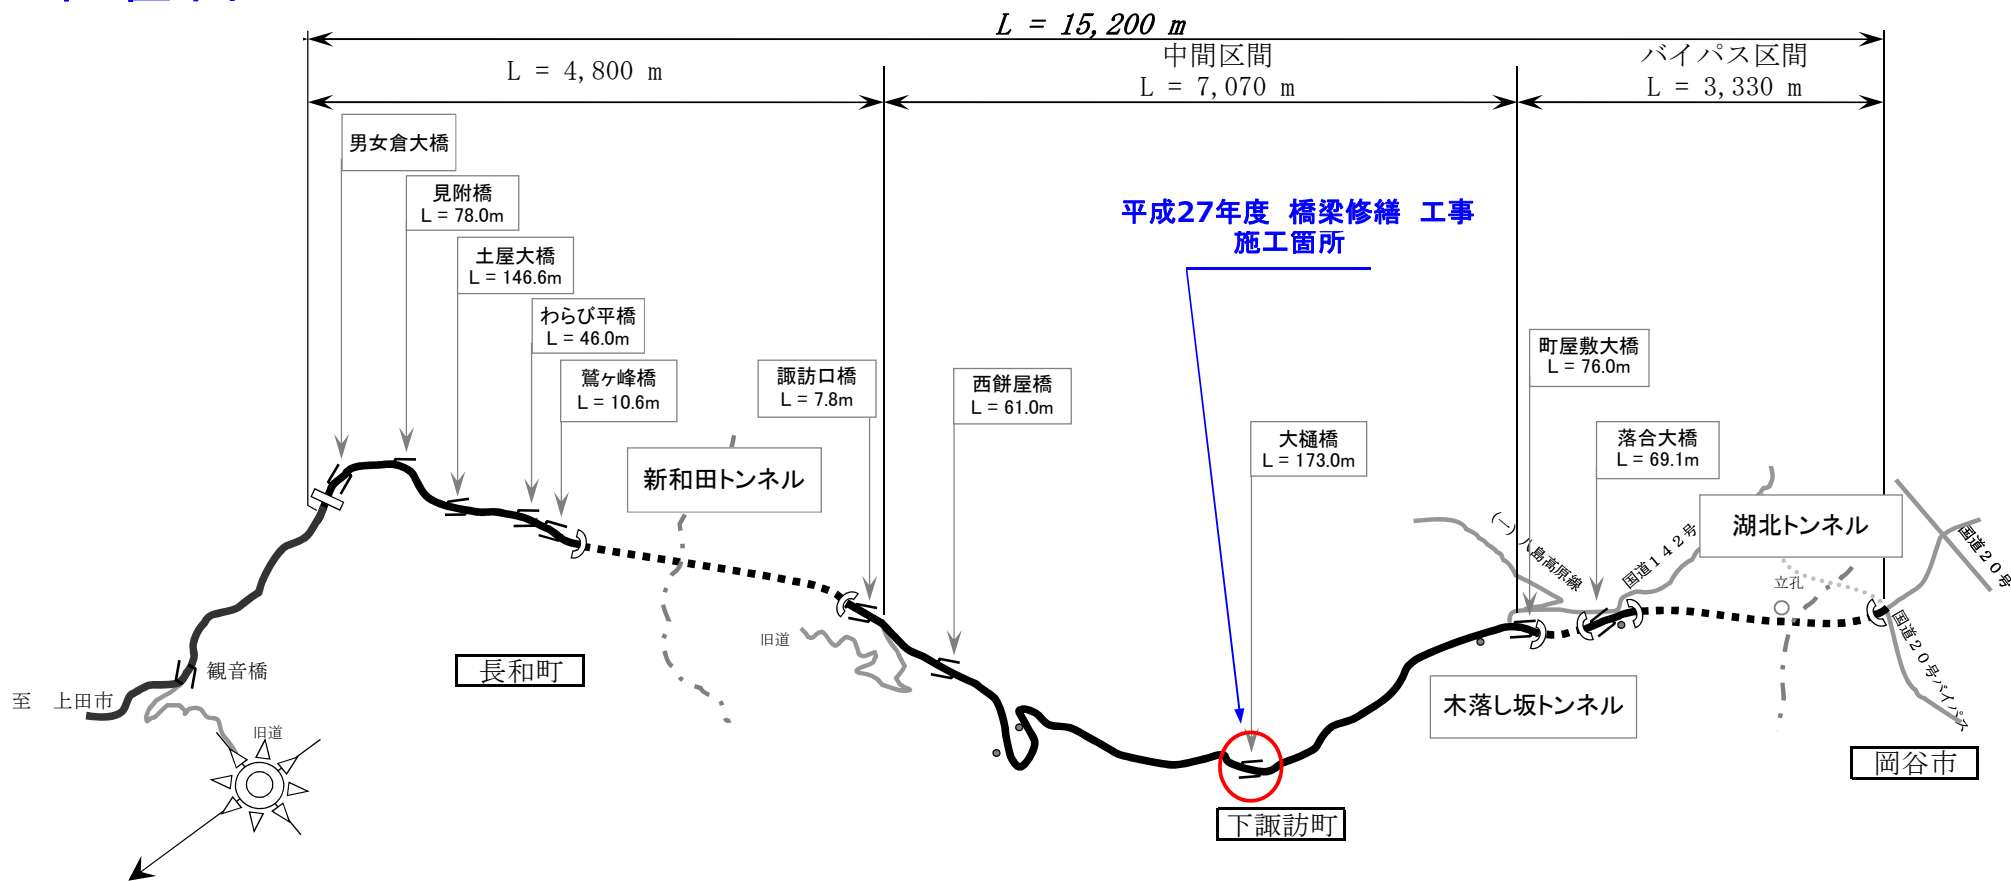 L = 15,200 m
L = 4,800 m
中間区間
L = 7,070 m
バイパス区間
L = 3,330 m
男女倉大橋
見附橋
L = 78.0m
土屋大橋
L = 146.6m
わらび平橋
L = 46.0m
鷲ヶ峰橋
L = 10.6m
新和田トンネル
諏訪口橋
L = 7.8m
西餅屋橋
L = 61.0m
平成27年度 橋梁修繕 工事
施工箇所
大樋橋
L = 173.0m
町屋敷大橋
L = 76.0m
落合大橋
L = 69.1m
湖北トンネル
(一)八島高原線
国道142号
国道20号
立孔
国道20号バイパス
旧道
観音橋
至 上田市
旧道
長和町
木落し坂トンネル
岡谷市
下諏訪町